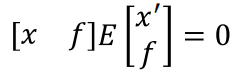 [x f]E [x′ f] = 0